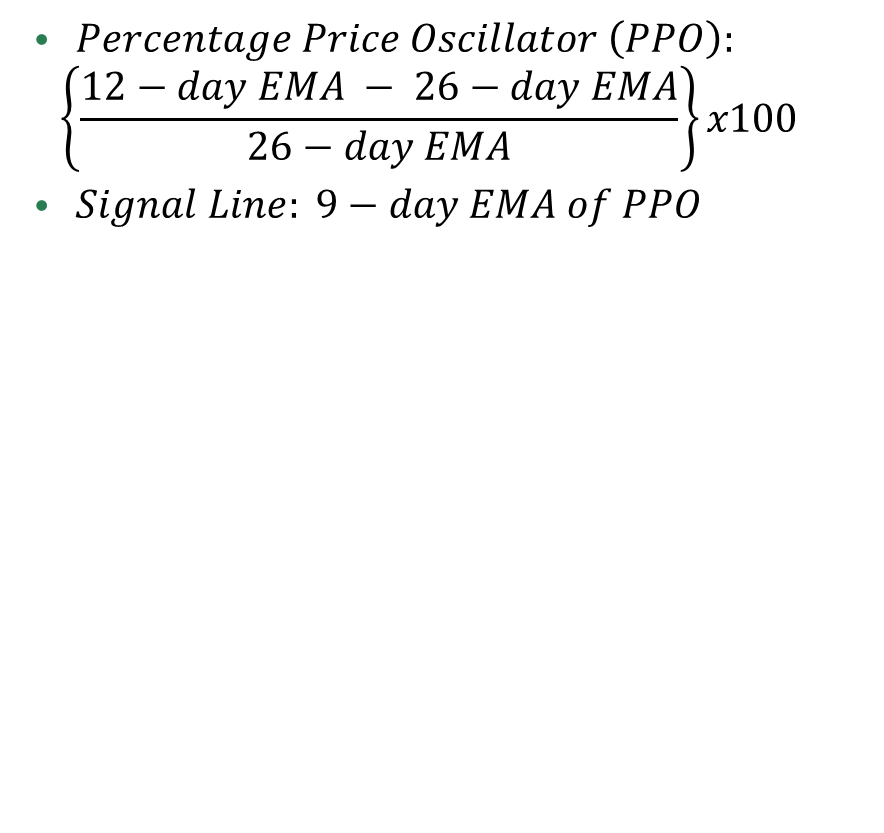 • Percentage Price Oscillator (PPO):
{12 − day EMA − 26 − day EMA
26 − day EMA} x100
• Signal Line: 9 − day EMA of PPO